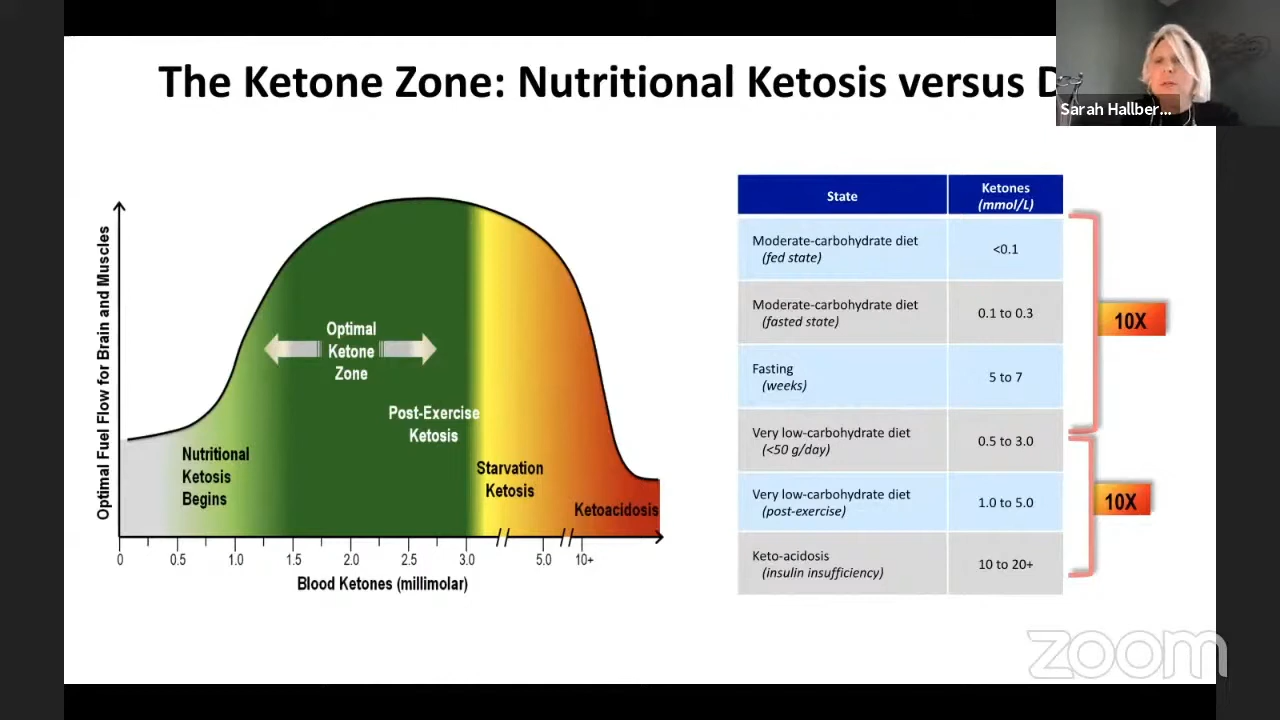 The Ketone Zone: Nutritional Ketosis versus D
Sarah Hallber...
Optimal Fuel Flow for Brain and Muscles
Optimal
Ketone
Zone
Post-Exercise
Ketosis
Nutritional
Ketosis
Begins
Starvation
Ketosis
Ketoacidosis
0 0.5 1.0 1.5 2.0 2.5 3.0 5.0 10+
Blood Ketones (millimolar)
State Ketones
(mmol/L)
Moderate-carbohydrate diet
(fed state) <0.1
Moderate-carbohydrate diet
(fasted state) 0.1 to 0.3
Fasting
(weeks) 5 to 7
Very low-carbohydrate diet
(<50 g/day) 0.5 to 3.0
Very low-carbohydrate diet
(post-exercise) 1.0 to 5.0
Keto-acidosis
(insulin insufficiency) 10 to 20+
10X
10X
zoom